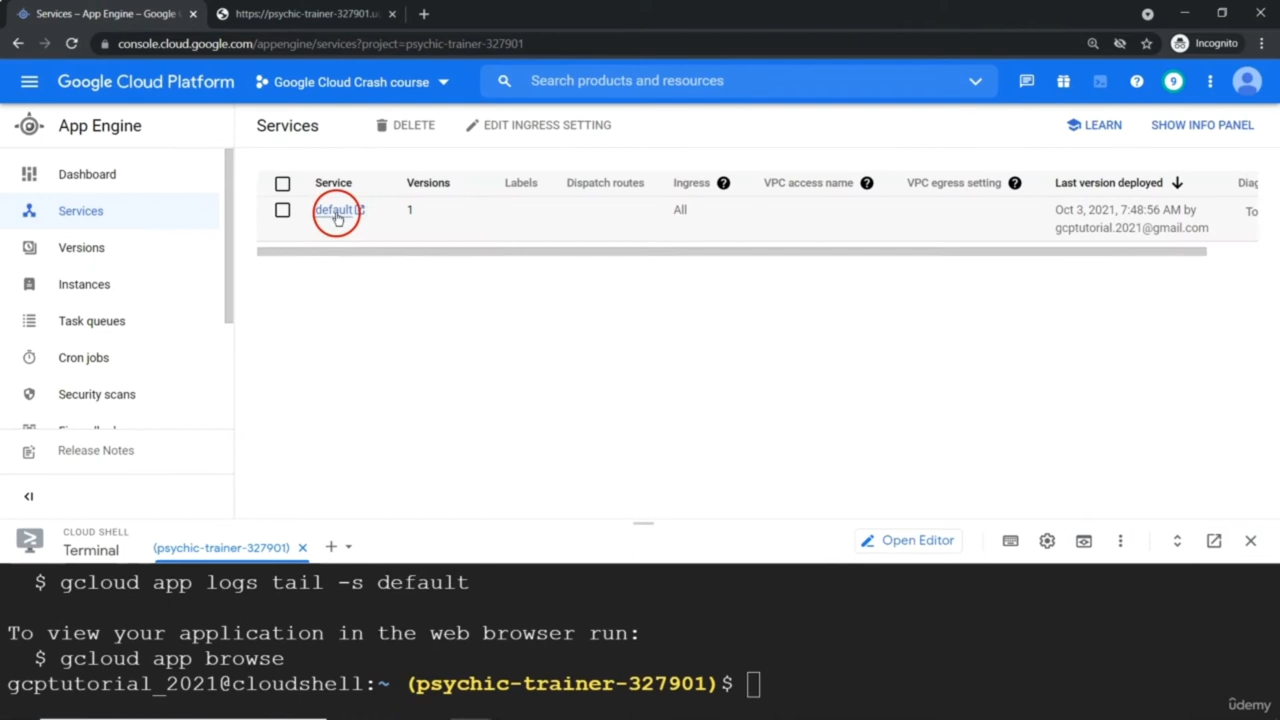 Services – App Engine – Google
https://psychic-trainer-327901.u
console.cloud.google.com/appengine/services?project=psychic-trainer-327901
Incognito
Google Cloud Platform
Google Cloud Crash course
Search products and resources
9
App Engine
Services
DELETE
EDIT INGRESS SETTING
LEARN
SHOW INFO PANEL
Dashboard
Services
Versions
Instances
Task queues
Cron jobs
Security scans
Release Notes
Service Versions Labels Dispatch routes Ingress VPC access name VPC egress setting Last version deployed Diag
default 1 All Oct 3, 2021, 7:48:56 AM by To
gcptutorial.2021@gmail.com
CLOUD SHELL
Terminal
(psychic-trainer-327901)
Open Editor
$ gcloud app logs tail -s default
To view your application in the web browser run:
$ gcloud app browse
gcptutorial_2021@cloudshell:~ (psychic-trainer-327901)$
ûdemy